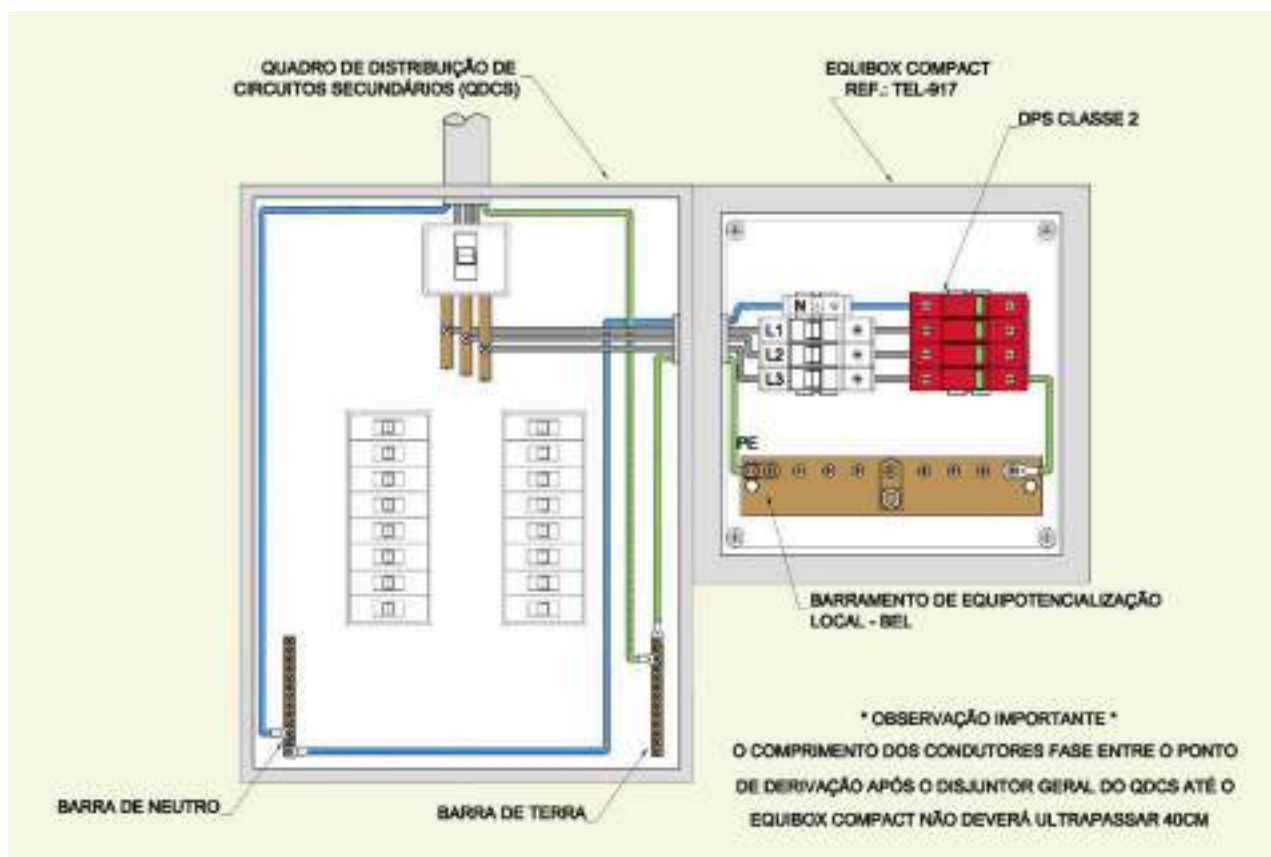 QUADRO DE DISTRIBUIÇÃO DE
CIRCUITOS SECUNDÁRIOS (QDCS)
EQUIBOX COMPACT
REF.: TEL-917
DPS CLASSE 2
N
L1
L2
L3
PE
BARRAMENTO DE EQUIPOTENCIALIZAÇÃO
LOCAL - BEL
BARRA DE NEUTRO
BARRA DE TERRA
* OBSERVAÇÃO IMPORTANTE *
O COMPRIMENTO DOS CONDUTORES FASE ENTRE O PONTO
DE DERIVAÇÃO APÓS O DISJUNTOR GERAL DO QDCS ATÉ O
EQUIBOX COMPACT NÃO DEVERÁ ULTRAPASSAR 40CM